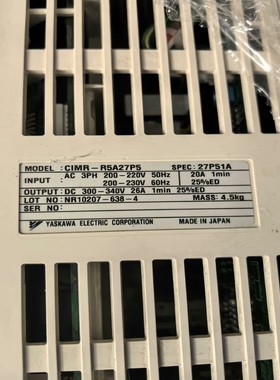 MODEL: CIMR-R5A27P5 SPEC: 27P51A
INPUT: AC 3PH 200-220V 50Hz 20A 1min
200-230V 60Hz 25%ED
OUTPUT: DC 300-340V 26A 1min 25%ED
LOT NO: NR10207-638-4 MASS: 4.5kg
SER NO:
YASKAWA ELECTRIC CORPORATION MADE IN JAPAN